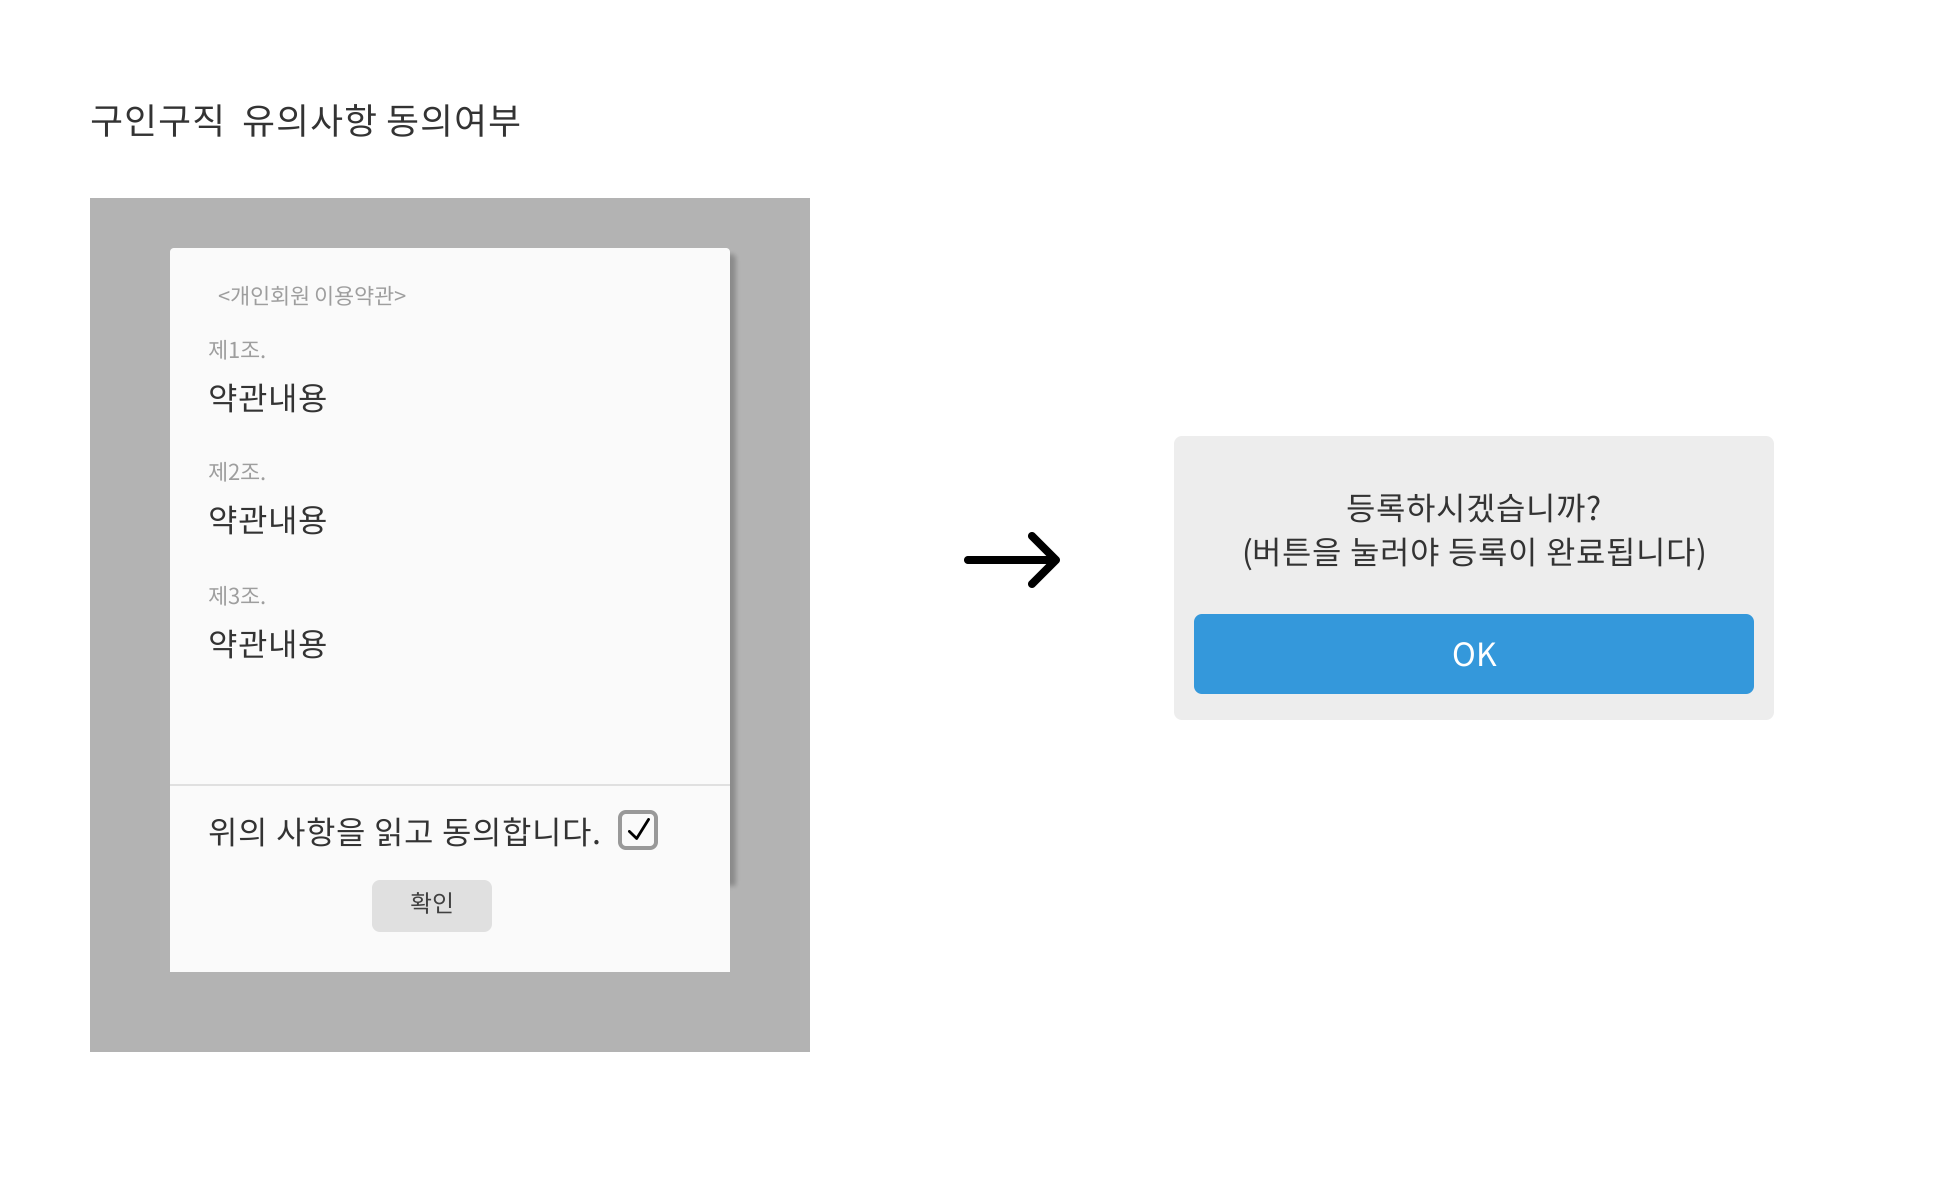 구인구직  유의사항 동의여부
<개인회원 이용약관>
제1조.
약관내용
제2조.
약관내용
제3조.
약관내용
위의 사항을 읽고 동의합니다.
확인
등록하시겠습니까?
(버튼을 눌러야 등록이 완료됩니다)
OK